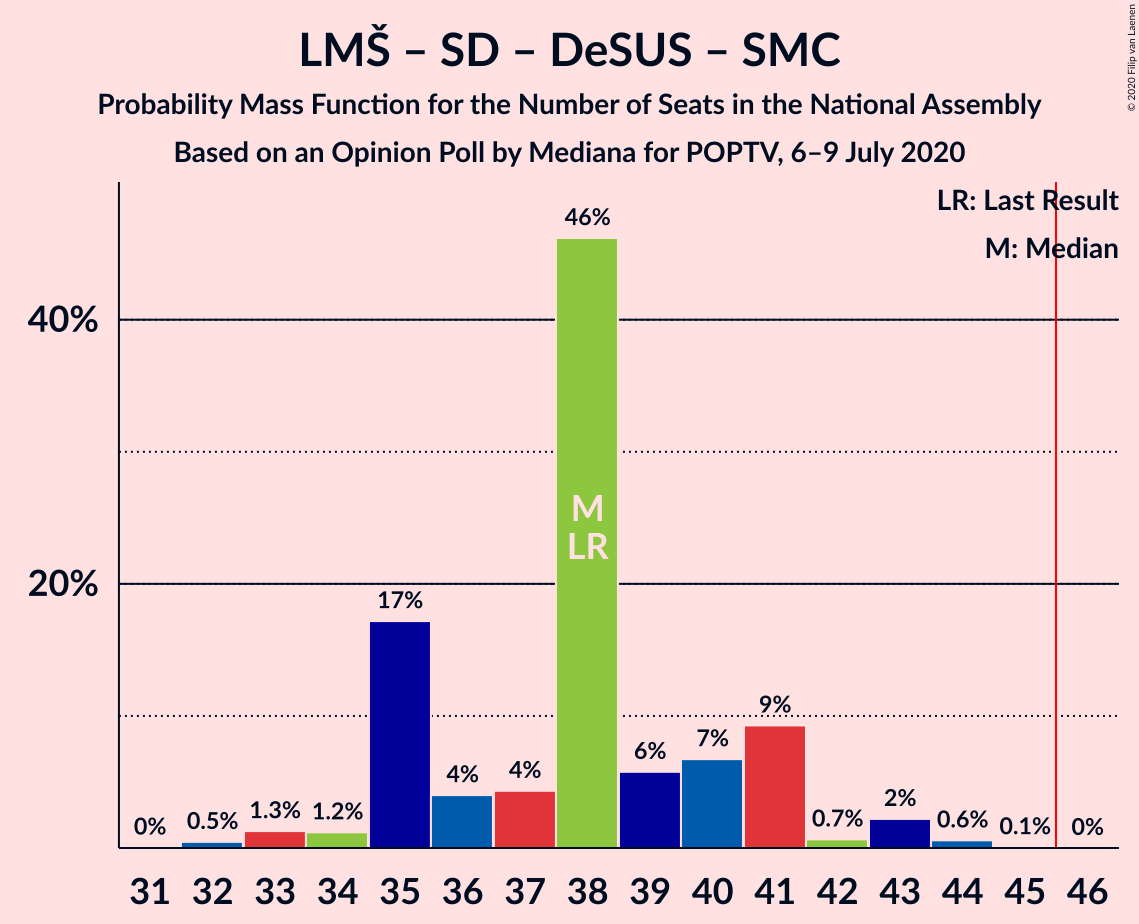 LMŠ – SD – DeSUS – SMC
Probability Mass Function for the Number of Seats in the National Assembly
Based on an Opinion Poll by Mediana for POPTV, 6–9 July 2020
© 2020 Filip van Laenen
LR: Last Result
M: Median
46%
40%
M
LR
20%
17%
9%
7%
6%
4%
4%
2%
1.3%
1.2%
0.7%
0.6%
0.5%
0.1%
0%
0%
31 32 33 34 35 36 37 38 39 40 41 42 43 44 45 46